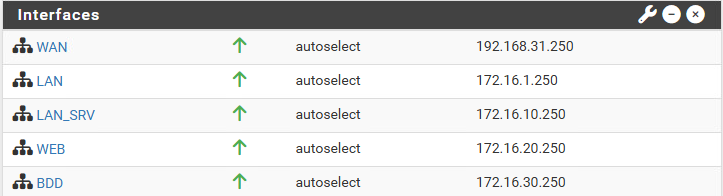 Interfaces
WAN autoselect 192.168.31.250
LAN autoselect 172.16.1.250
LAN_SRV autoselect 172.16.10.250
WEB autoselect 172.16.20.250
BDD autoselect 172.16.30.250